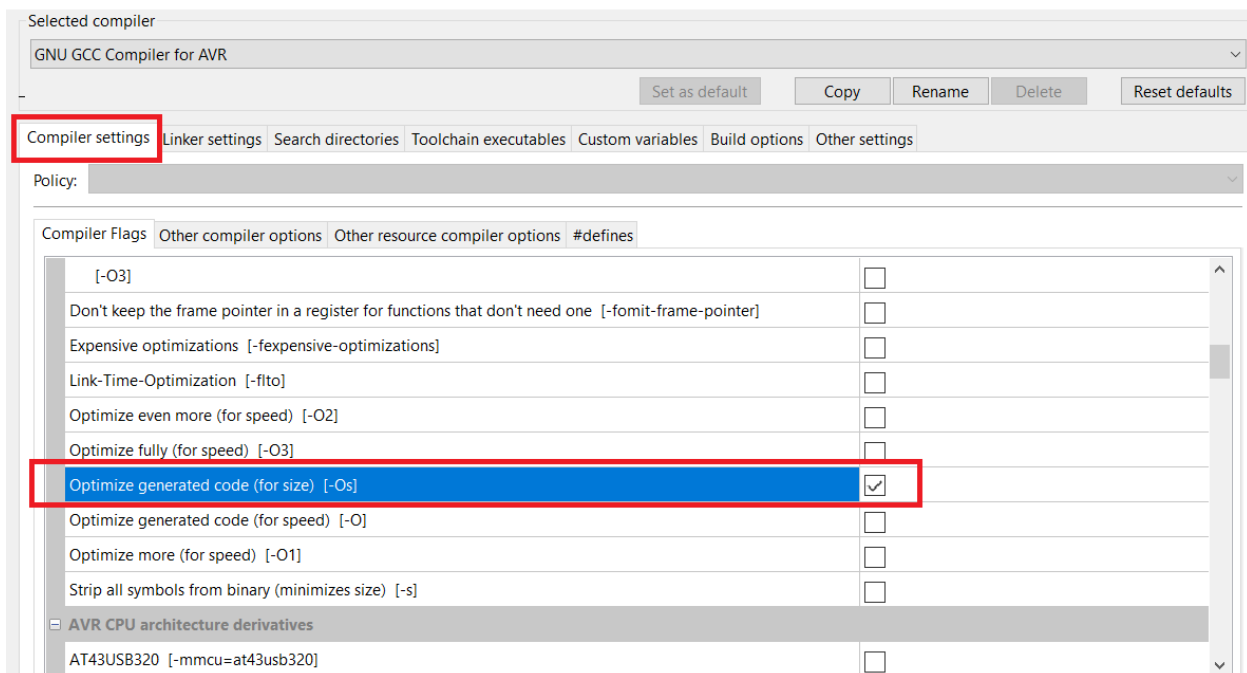 Selected compiler
GNU GCC Compiler for AVR
Set as default Copy Rename Delete Reset defaults
Compiler settings Linker settings Search directories Toolchain executables Custom variables Build options Other settings
Policy:
Compiler Flags Other compiler options Other resource compiler options #defines
[-O3]
Don't keep the frame pointer in a register for functions that don't need one [-fomit-frame-pointer]
Expensive optimizations [-fexpensive-optimizations]
Link-Time-Optimization [-flto]
Optimize even more (for speed) [-O2]
Optimize fully (for speed) [-O3]
Optimize generated code (for size) [-Os]
Optimize generated code (for speed) [-O]
Optimize more (for speed) [-O1]
Strip all symbols from binary (minimizes size) [-s]
AVR CPU architecture derivatives
AT43USB320 [-mmcu=at43usb320]